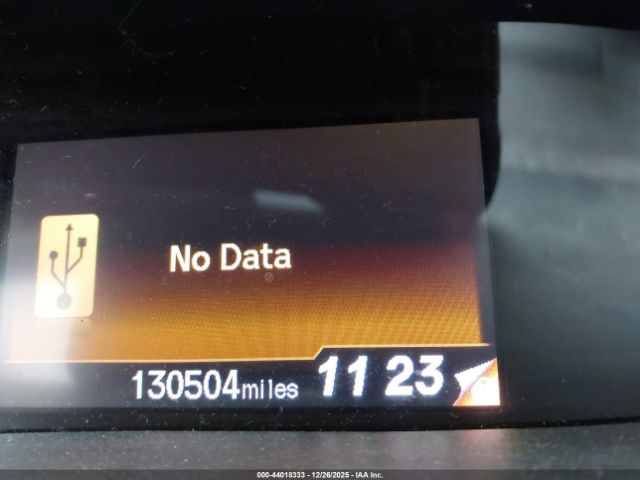 No Data
130504miles 11 23
000-44018333 - 12/26/2025 - IAA Inc.